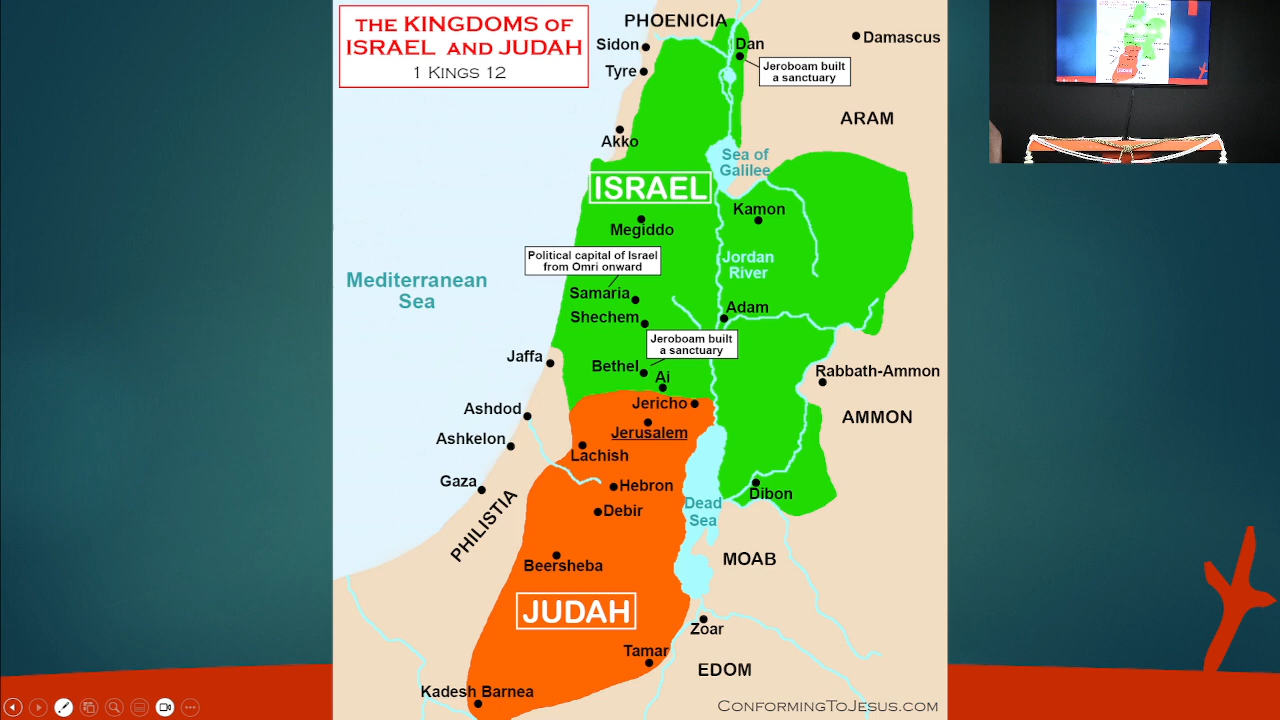 THE KINGDOMS OF
ISRAEL AND JUDAH
1 KINGS 12
PHOENICIA
Sidon
Dan
Damascus
Tyre
Jeroboam built
a sanctuary
ARAM
Akko
Sea of
Galilee
ISRAEL
Kamon
Megiddo
Political capital of Israel
from Omri onward
Jordan
River
Mediterranean
Sea
Samaria
Adam
Shechem
Jeroboam built
a sanctuary
Jaffa
Bethel
Ai
Rabbath-Ammon
Jericho
Ashdod
AMMON
Jerusalem
Ashkelon
Lachish
Gaza
Hebron
Dibon
Debir
Dead
Sea
PHILISTIA
MOAB
Beersheba
JUDAH
Zoar
Tamar
EDOM
Kadesh Barnea
CONFORMINGTOJESUS.COM
JUDAH